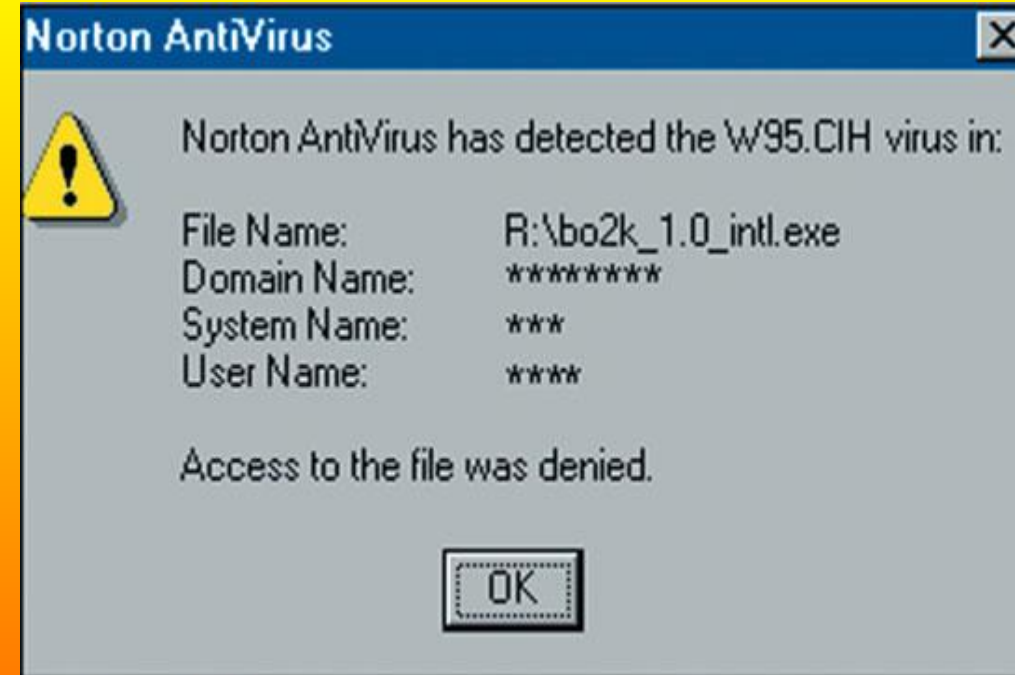 Norton AntiVirus
Norton AntiVirus has detected the W95.CIH virus in:
File Name: R:\bo2k_1.0_intl.exe
Domain Name: ********
System Name: ***
User Name: ****
Access to the file was denied.
OK